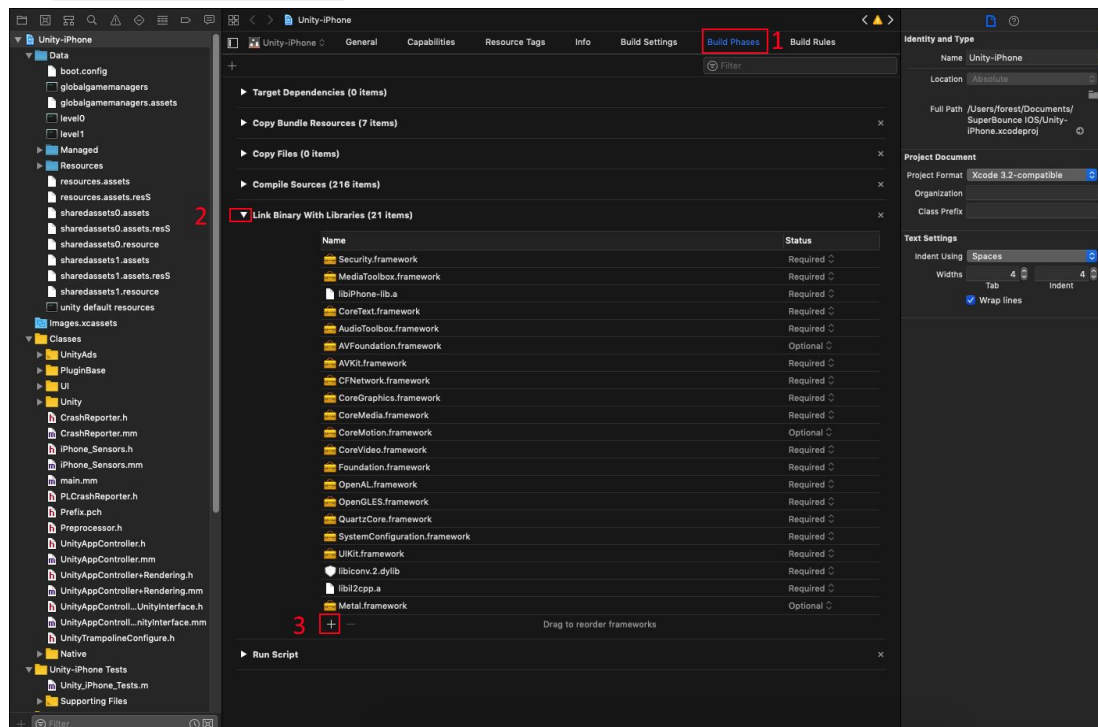 Unity-iPhone
Unity-iPhone
General
Capabilities
Resource Tags
Info
Build Settings
Build Phases
1
Build Rules
Filter
Unity-iPhone
Data
boot.config
globalgamemanagers
globalgamemanagers.assets
level0
level1
Managed
Resources
resources.assets
resources.assets.resS
sharedassets0.assets
sharedassets0.assets.resS
sharedassets0.resource
sharedassets1.assets
sharedassets1.assets.resS
sharedassets1.resource
unity default resources
Images.xcassets
Classes
UnityAds
PluginBase
UI
Unity
CrashReporter.h
CrashReporter.mm
iPhone_Sensors.h
iPhone_Sensors.mm
main.mm
PLCrashReporter.h
Prefix.pch
Preprocessor.h
UnityAppController.h
UnityAppController.mm
UnityAppController+Rendering.h
UnityAppController+Rendering.mm
UnityAppControll...UnityInterface.h
UnityAppControll...nityInterface.mm
UnityTrampolineConfigure.h
Native
Unity-iPhone Tests
Unity_iPhone_Tests.m
Supporting Files
Filter
Target Dependencies (0 items)
Copy Bundle Resources (7 items)
Copy Files (0 items)
Compile Sources (216 items)
2
Link Binary With Libraries (21 items)
Name Status
Security.framework Required
MediaToolbox.framework Required
libiPhone-lib.a Required
CoreText.framework Required
AudioToolbox.framework Required
AVFoundation.framework Optional
AVKit.framework Required
CFNetwork.framework Required
CoreGraphics.framework Required
CoreMedia.framework Required
CoreMotion.framework Optional
CoreVideo.framework Required
Foundation.framework Required
OpenAL.framework Required
OpenGLES.framework Required
QuartzCore.framework Required
SystemConfiguration.framework Required
UIKit.framework Required
libiconv.2.dylib Required
libil2cpp.a Required
Metal.framework Optional
3 + − Drag to reorder frameworks
Run Script
Identity and Type
Name Unity-iPhone
Location Absolute
Full Path /Users/forest/Documents/
SuperBounce IOS/Unity-
iPhone.xcodeproj
Project Document
Project Format Xcode 3.2-compatible
Organization
Class Prefix
Text Settings
Indent Using Spaces
Widths 4 4
Tab Indent
Wrap lines